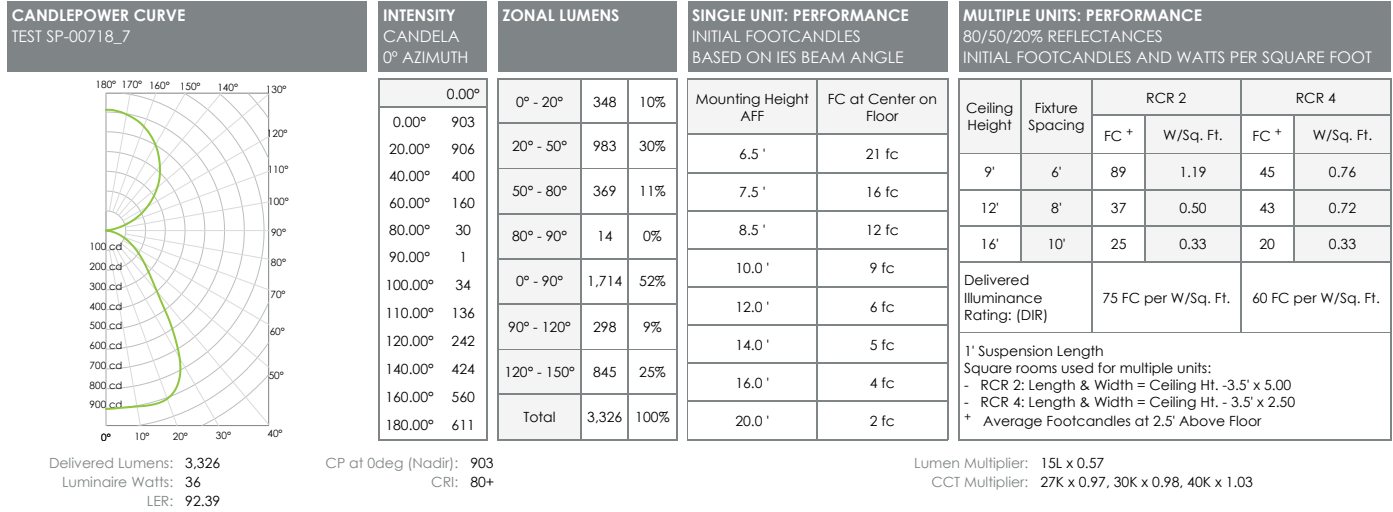 CANDLEPOWER CURVE
TEST SP-00718_7
180° 170° 160° 150° 140° 130°
120°
110°
100°
90°
80°
70°
60°
50°
100 cd
200 cd
300 cd
400 cd
500 cd
600 cd
700 cd
800 cd
900 cd
0° 10° 20° 30° 40°
INTENSITY
CANDELA
0° AZIMUTH
0.00°
0.00° 903
20.00° 906
40.00° 400
60.00° 160
80.00° 30
90.00° 1
100.00° 34
110.00° 136
120.00° 242
140.00° 424
160.00° 560
180.00° 611
ZONAL LUMENS
0° - 20° 348 10%
20° - 50° 983 30%
50° - 80° 369 11%
80° - 90° 14 0%
0° - 90° 1,714 52%
90° - 120° 298 9%
120° - 150° 845 25%
Total 3,326 100%
SINGLE UNIT: PERFORMANCE
INITIAL FOOTCANDLES
BASED ON IES BEAM ANGLE
Mounting Height FC at Center on
AFF Floor
6.5 ' 21 fc
7.5 ' 16 fc
8.5 ' 12 fc
10.0 ' 9 fc
12.0 ' 6 fc
14.0 ' 5 fc
16.0 ' 4 fc
20.0 ' 2 fc
MULTIPLE UNITS: PERFORMANCE
80/50/20% REFLECTANCES
INITIAL FOOTCANDLES AND WATTS PER SQUARE FOOT
Ceiling Fixture RCR 2 RCR 4
Height Spacing FC + W/Sq. Ft. FC + W/Sq. Ft.
9' 6' 89 1.19 45 0.76
12' 8' 37 0.50 43 0.72
16' 10' 25 0.33 20 0.33
Delivered
Illuminance 75 FC per W/Sq. Ft. 60 FC per W/Sq. Ft.
Rating: (DIR)
1' Suspension Length
Square rooms used for multiple units:
- RCR 2: Length & Width = Ceiling Ht. -3.5' x 5.00
- RCR 4: Length & Width = Ceiling Ht. - 3.5' x 2.50
+ Average Footcandles at 2.5' Above Floor
Delivered Lumens: 3,326
Luminaire Watts: 36
LER: 92.39
CP at 0deg (Nadir): 903
CRI: 80+
Lumen Multiplier: 15L x 0.57
CCT Multiplier: 27K x 0.97, 30K x 0.98, 40K x 1.03